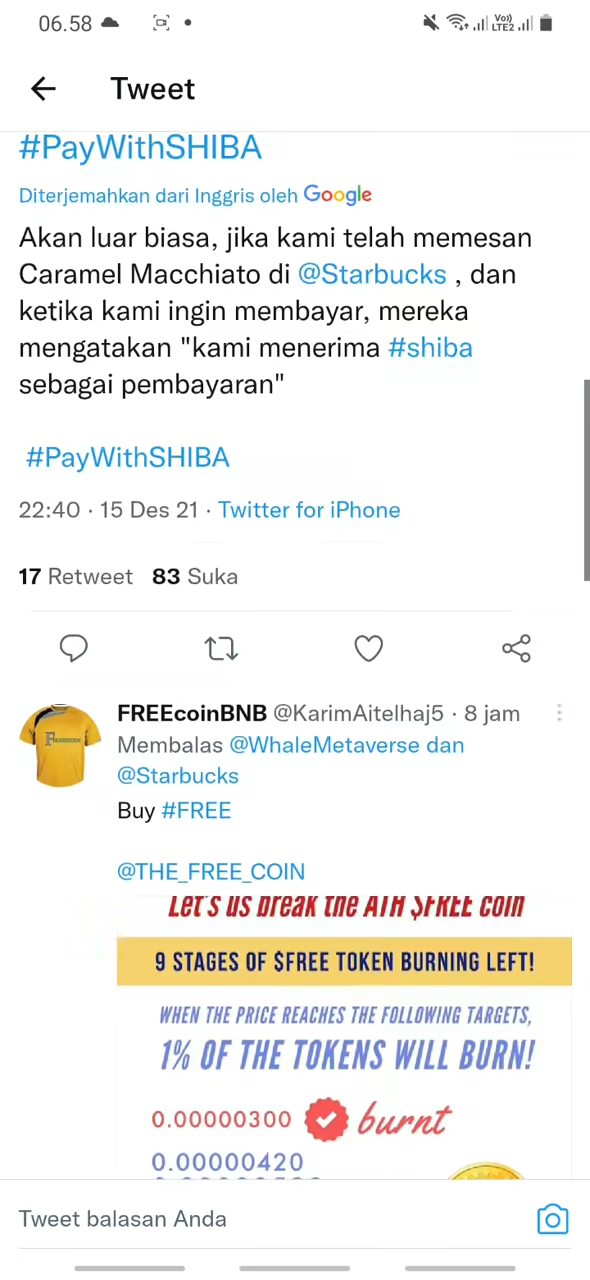 06.58
Vo))
LTE2
Tweet
#PayWithSHIBA
Diterjemahkan dari Inggris oleh Google
Akan luar biasa, jika kami telah memesan
Caramel Macchiato di @Starbucks , dan
ketika kami ingin membayar, mereka
mengatakan "kami menerima #shiba
sebagai pembayaran"
#PayWithSHIBA
22:40 · 15 Des 21 · Twitter for iPhone
17 Retweet 83 Suka
FREEcoinBNB @KarimAitelhaj5 · 8 jam
Membalas @WhaleMetaverse dan
@Starbucks
Buy #FREE
@THE_FREE_COIN
LET'S US BREAK THE ATH $FREE COIN
9 STAGES OF $FREE TOKEN BURNING LEFT!
WHEN THE PRICE REACHES THE FOLLOWING TARGETS,
1% OF THE TOKENS WILL BURN!
0.00000300 burnt
0.00000420
Tweet balasan Anda